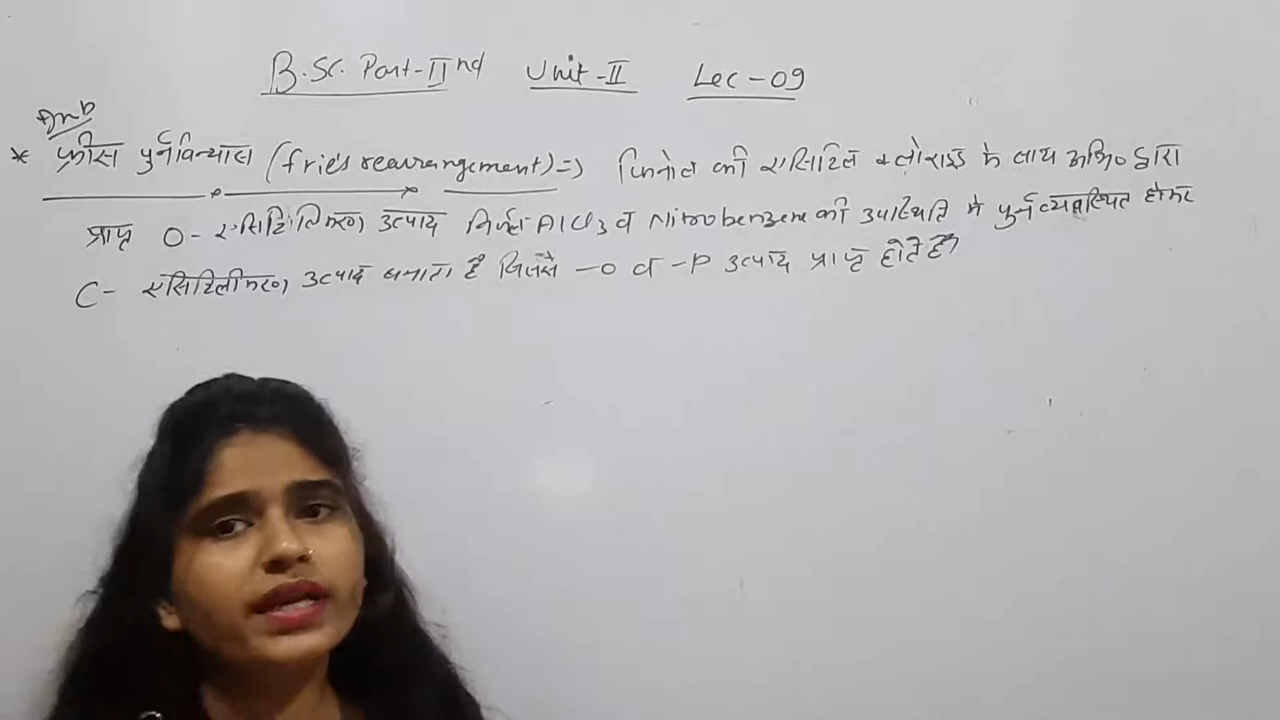 B.Sc. Part-IInd Unit-II Lec-09
Imp
* फ्रीस पुर्नविन्यास (fries rearrangement) => फिनोल की एसिटिल क्लोराइड के साथ अभि० द्वारा
प्राप्त O- एसिटिलिकरण उत्पाद निर्जल AlCl3 व Nitrobenzene की उपस्थिति में पुर्नव्यवस्थित होकर
C- एसिटिलीकरण उत्पाद बनाता है जिससे -o व -p उत्पाद प्राप्त होते है